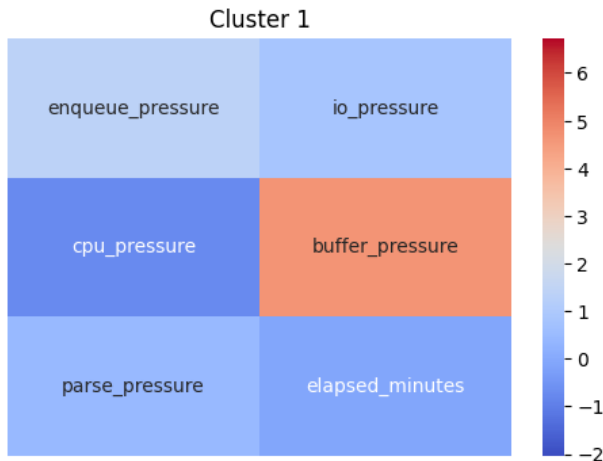 Cluster 1
enqueue_pressure
io_pressure
cpu_pressure
buffer_pressure
parse_pressure
elapsed_minutes
6
5
4
3
2
1
0
−1
−2